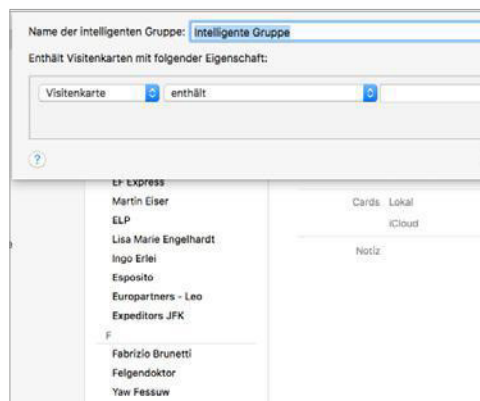 Name der intelligenten Gruppe: Intelligente Gruppe
Enthält Visitenkarten mit folgender Eigenschaft:
Visitenkarte enthält
?
EF Express
Martin Eiser
ELP
Lisa Marie Engelhardt
Ingo Erlei
Esposito
Europartners - Leo
Expeditors JFK
F
Fabrizio Brunetti
Felgendoktor
Yaw Fessuw
Cards Lokal
iCloud
Notiz